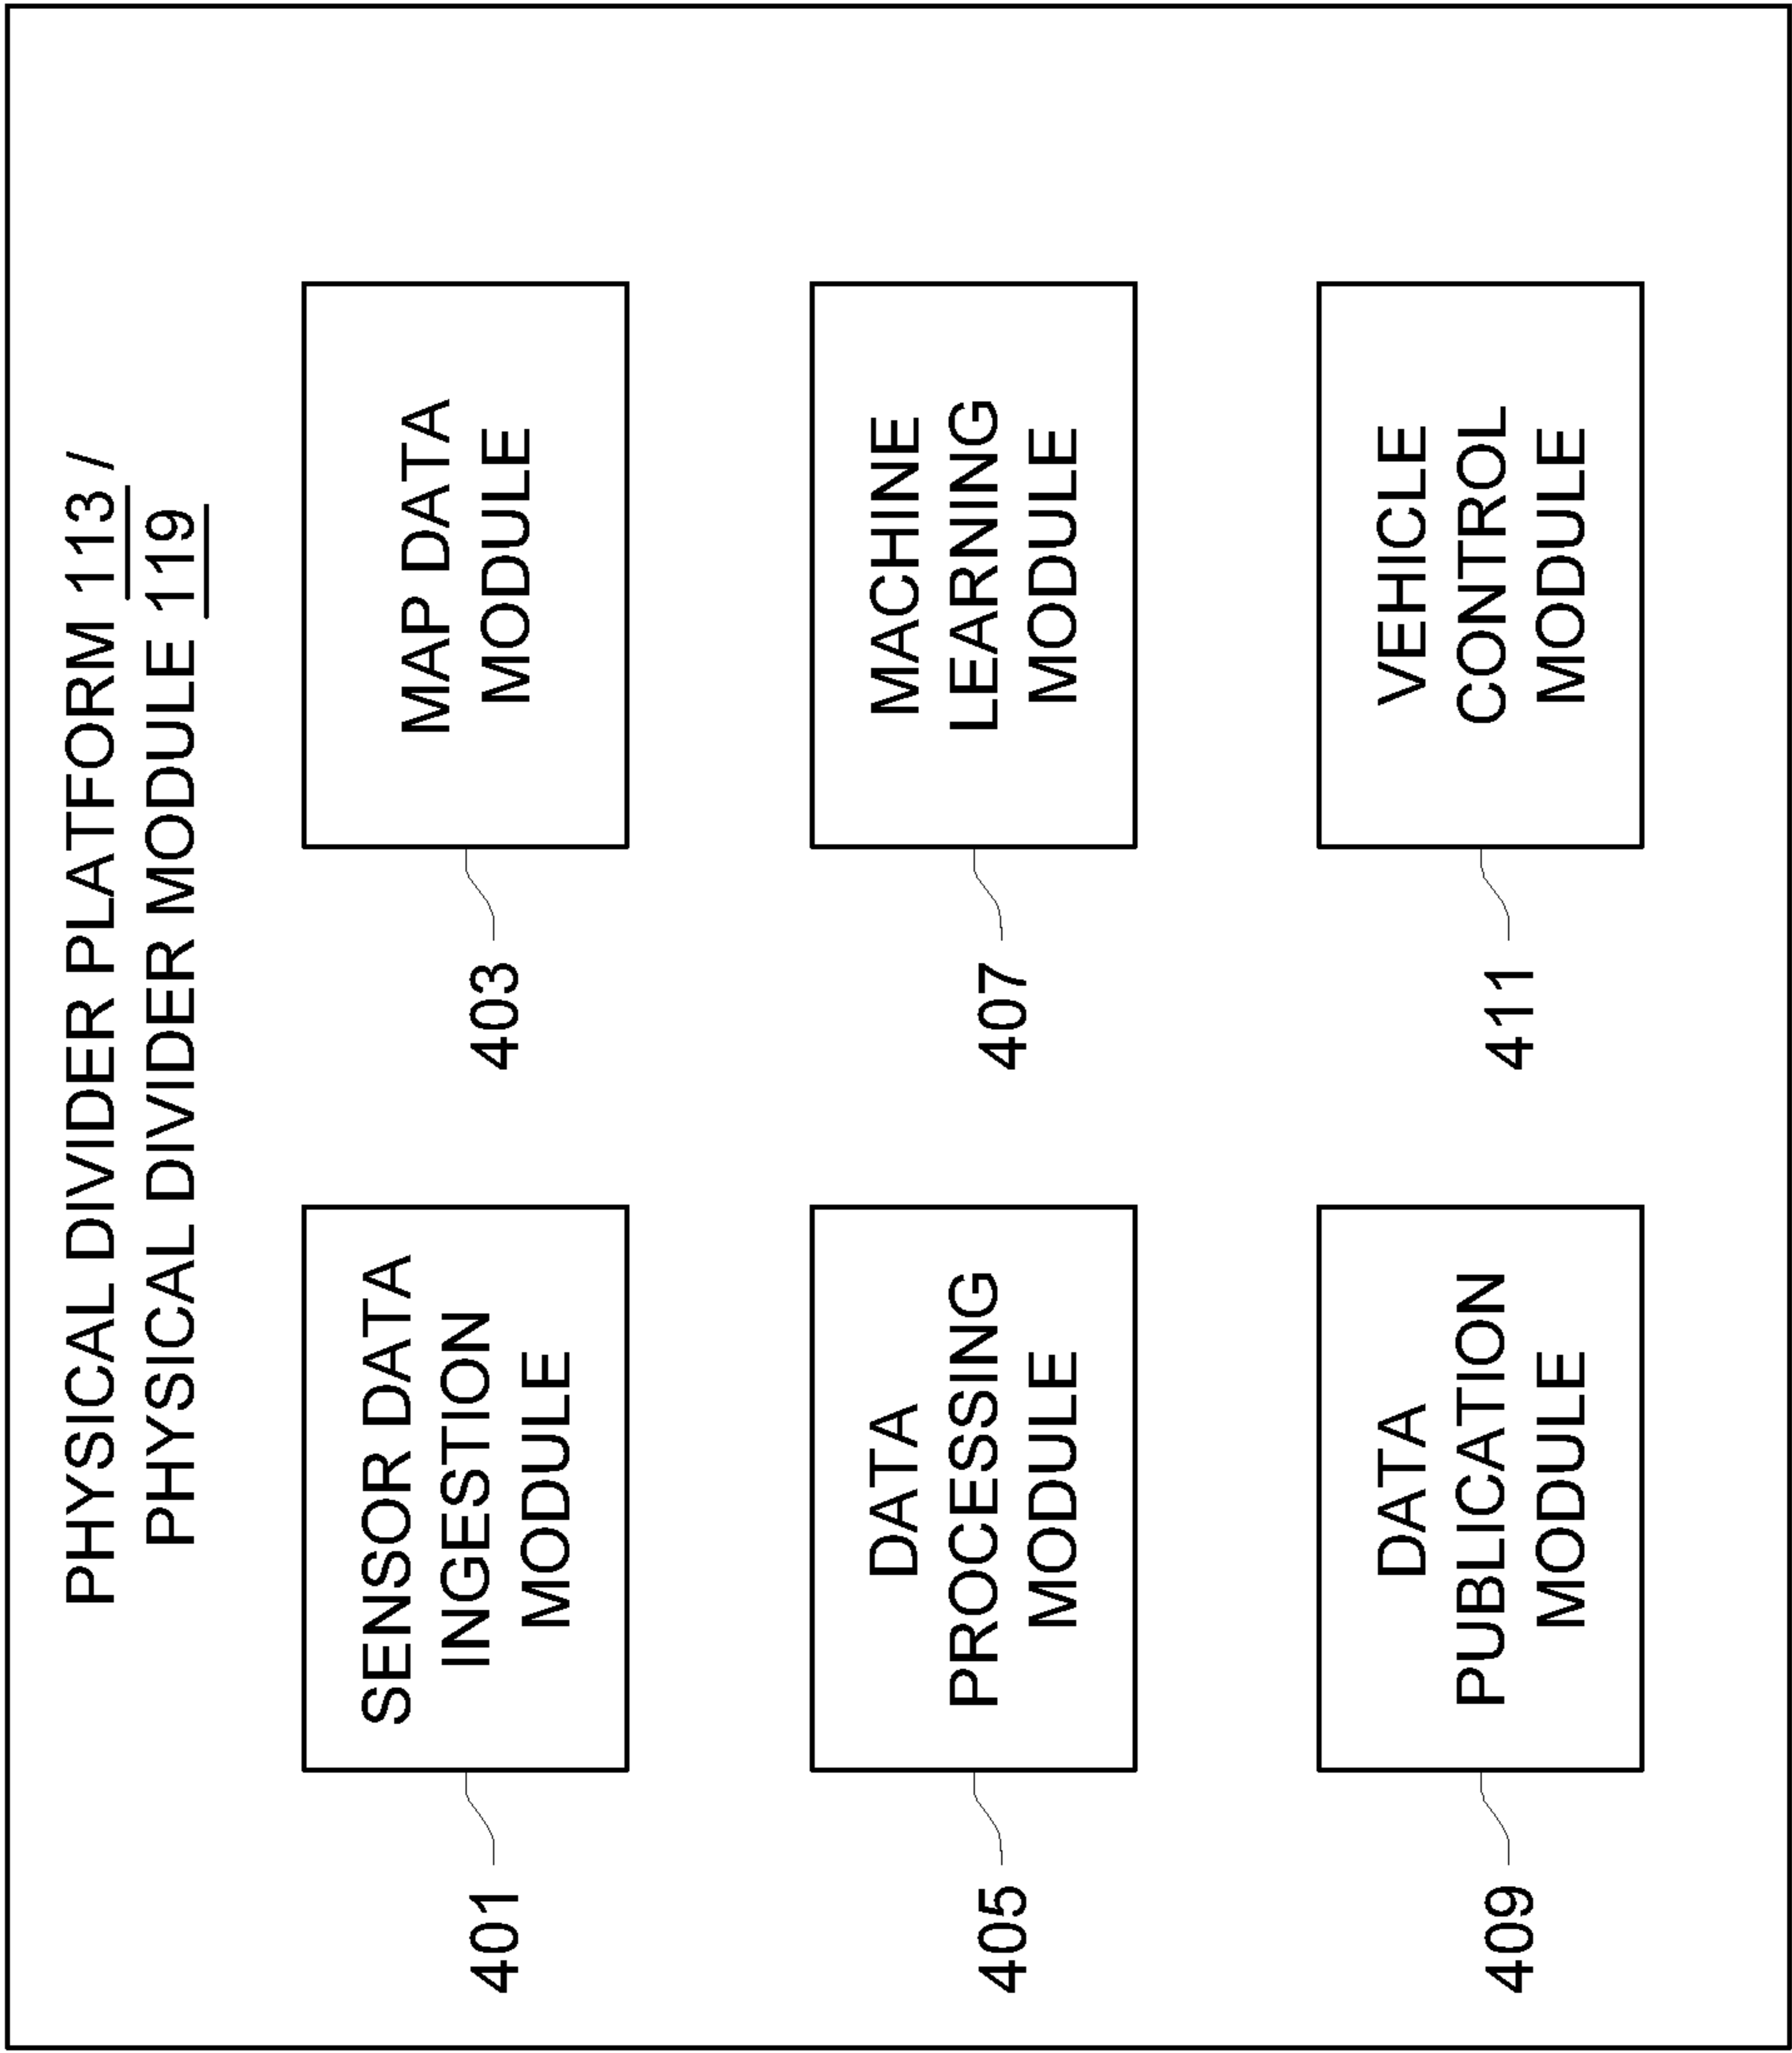 PHYSICAL DIVIDER PLATFORM 113 /
PHYSICAL DIVIDER MODULE 119
401
SENSOR DATA
INGESTION
MODULE
403
MAP DATA
MODULE
405
DATA
PROCESSING
MODULE
407
MACHINE
LEARNING
MODULE
409
DATA
PUBLICATION
MODULE
411
VEHICLE
CONTROL
MODULE